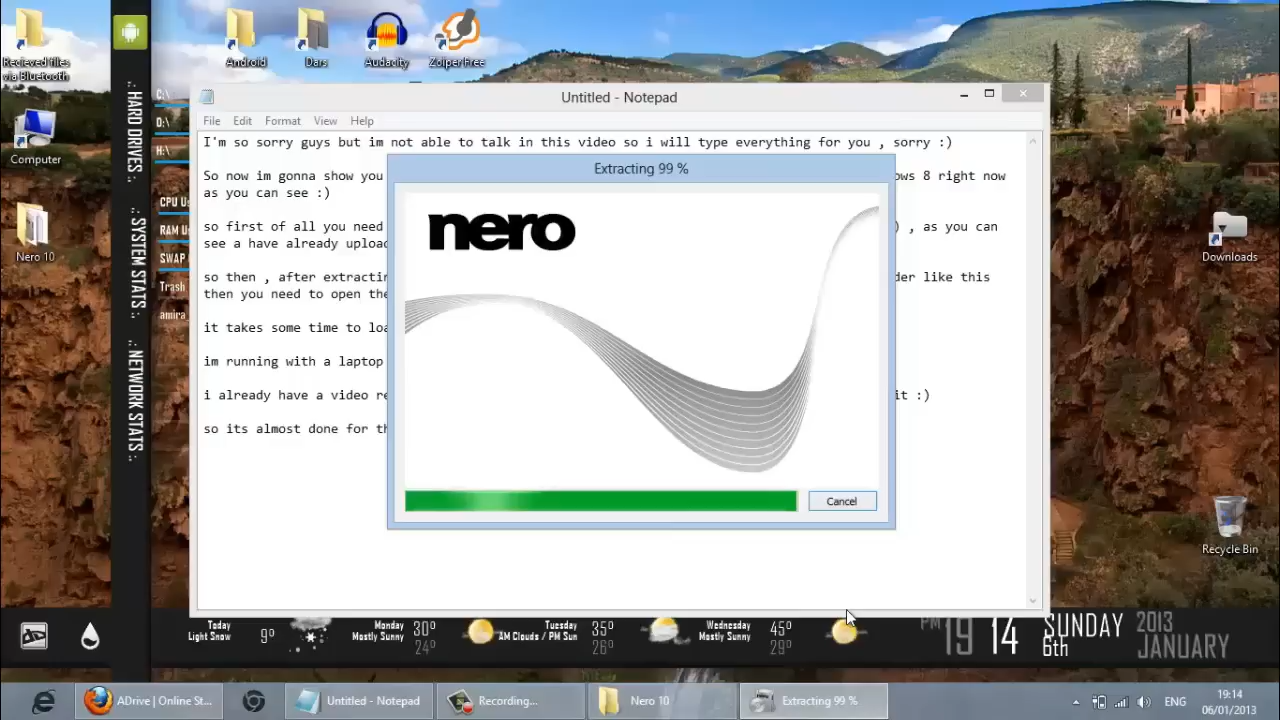 Recieved files
via Bluetooth
Android
Dars
Audacity
ZoiperFree
Computer
Nero 10
Downloads
Recycle Bin
.: HARD DRIVES :.
.: SYSTEM STATS :.
.: NETWORK STATS :.
C:\
D:\
H:\
CPU Us
RAM Us
SWAP
Trash
amira_
Untitled - Notepad
File Edit Format View Help
I'm so sorry guys but im not able to talk in this video so i will type everything for you , sorry :)
So now im gonna show you ows 8 right now
as you can see :)
so first of all you need ) , as you can
see a have already upload
so then , after extractin der like this
then you need to open the
it takes some time to loa
im running with a laptop
i already have a video re it :)
so its almost done for th
Extracting 99 %
nero
Cancel
Today
Light Snow
9°
Monday
Mostly Sunny
30°
24°
Tuesday
AM Clouds / PM Sun
35°
26°
Wednesday
Mostly Sunny
45°
29°
PM
19 14 SUNDAY
6th
2013
JANUARY
ADrive | Online St...
Untitled - Notepad
Recording...
Nero 10
Extracting 99 %
ENG
19:14
06/01/2013